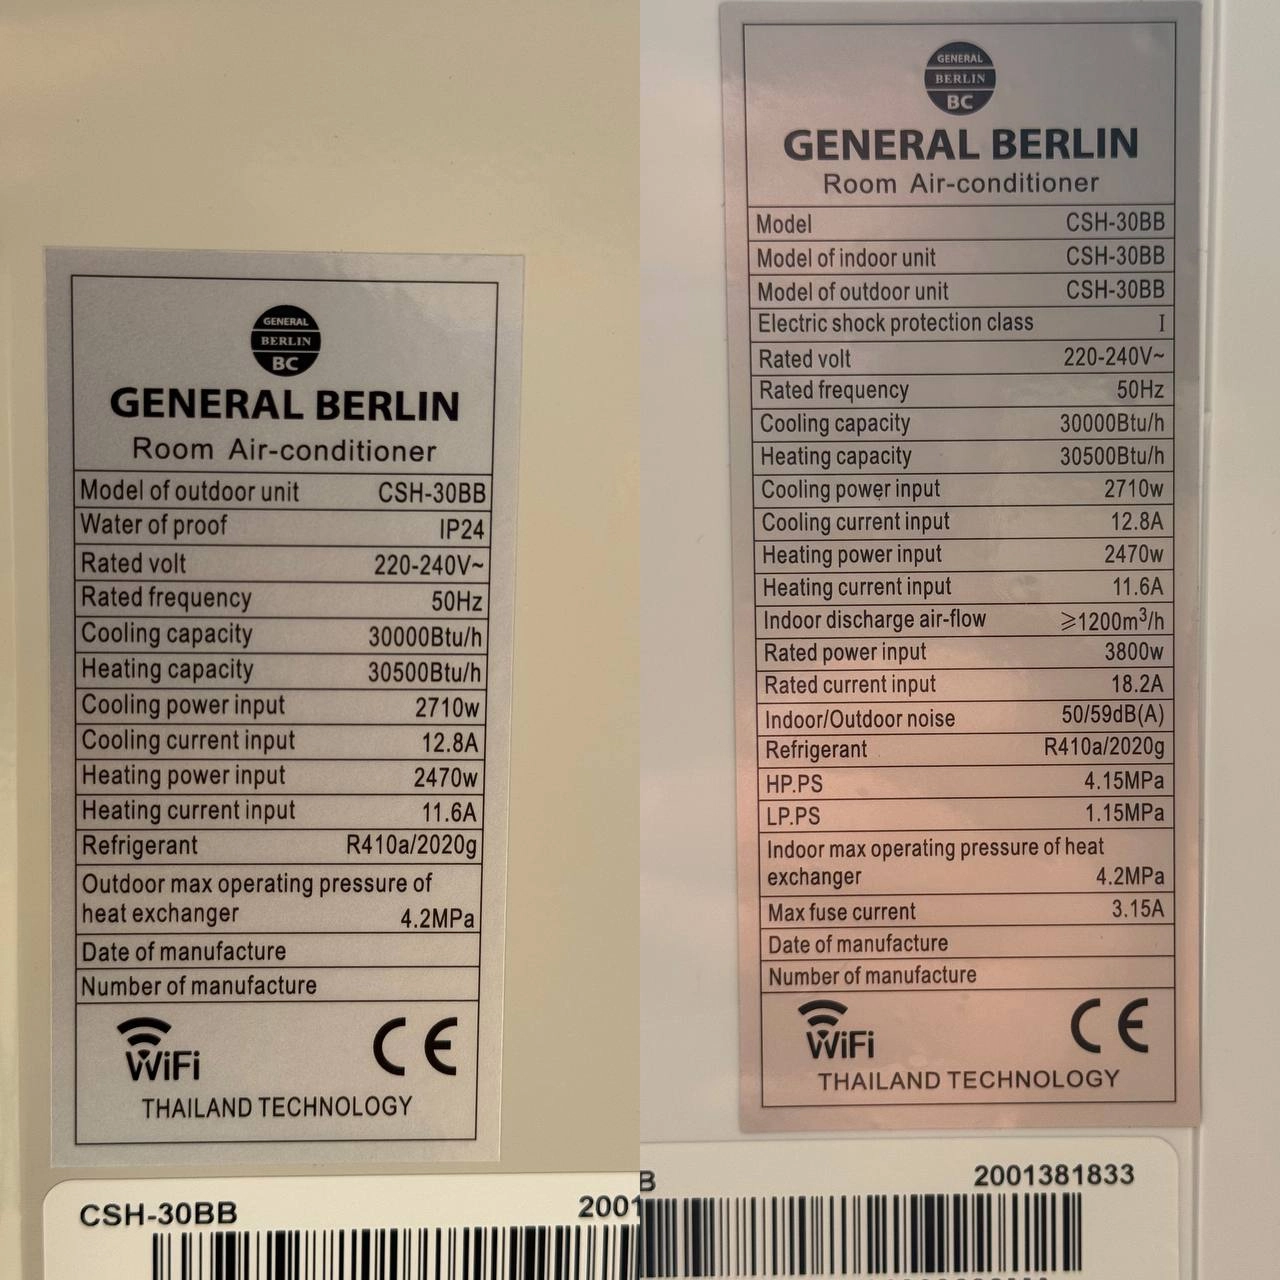 GENERAL
BERLIN
BC
GENERAL BERLIN
Room Air-conditioner
Model of outdoor unit CSH-30BB
Water of proof IP24
Rated volt 220-240V~
Rated frequency 50Hz
Cooling capacity 30000Btu/h
Heating capacity 30500Btu/h
Cooling power input 2710w
Cooling current input 12.8A
Heating power input 2470w
Heating current input 11.6A
Refrigerant R410a/2020g
Outdoor max operating pressure of
heat exchanger 4.2MPa
Date of manufacture
Number of manufacture
WiFi CE
THAILAND TECHNOLOGY
CSH-30BB 2001
GENERAL
BERLIN
BC
GENERAL BERLIN
Room Air-conditioner
Model CSH-30BB
Model of indoor unit CSH-30BB
Model of outdoor unit CSH-30BB
Electric shock protection class I
Rated volt 220-240V~
Rated frequency 50Hz
Cooling capacity 30000Btu/h
Heating capacity 30500Btu/h
Cooling power input 2710w
Cooling current input 12.8A
Heating power input 2470w
Heating current input 11.6A
Indoor discharge air-flow ≥1200m³/h
Rated power input 3800w
Rated current input 18.2A
Indoor/Outdoor noise 50/59dB(A)
Refrigerant R410a/2020g
HP.PS 4.15MPa
LP.PS 1.15MPa
Indoor max operating pressure of heat
exchanger 4.2MPa
Max fuse current 3.15A
Date of manufacture
Number of manufacture
WiFi CE
THAILAND TECHNOLOGY
B 2001381833